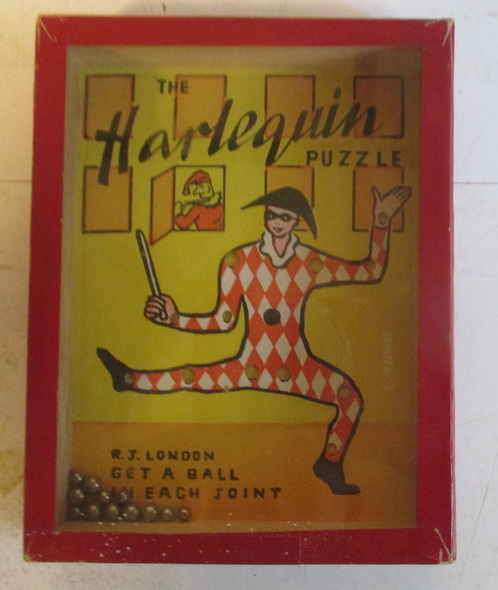 THE
Harlequin
PUZZLE
R.J. LONDON
GET A BALL
IN EACH JOINT